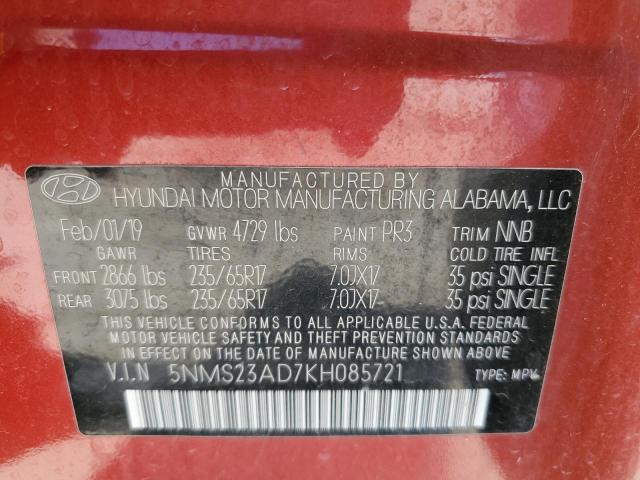 MANUFACTURED BY
HYUNDAI MOTOR MANUFACTURING ALABAMA, LLC
Feb/01/19 GVWR 4729 lbs PAINT PR3 TRIM NNB
GAWR TIRES RIMS COLD TIRE INFL
FRONT 2866 lbs 235/65R17 7.0JX17 35 psi SINGLE
REAR 3075 lbs 235/65R17 7.0JX17 35 psi SINGLE
THIS VEHICLE CONFORMS TO ALL APPLICABLE U.S.A. FEDERAL
MOTOR VEHICLE SAFETY AND THEFT PREVENTION STANDARDS
IN EFFECT ON THE DATE OF MANUFACTURE SHOWN ABOVE.
V.I.N 5NMS23AD7KH085721 TYPE: MPV